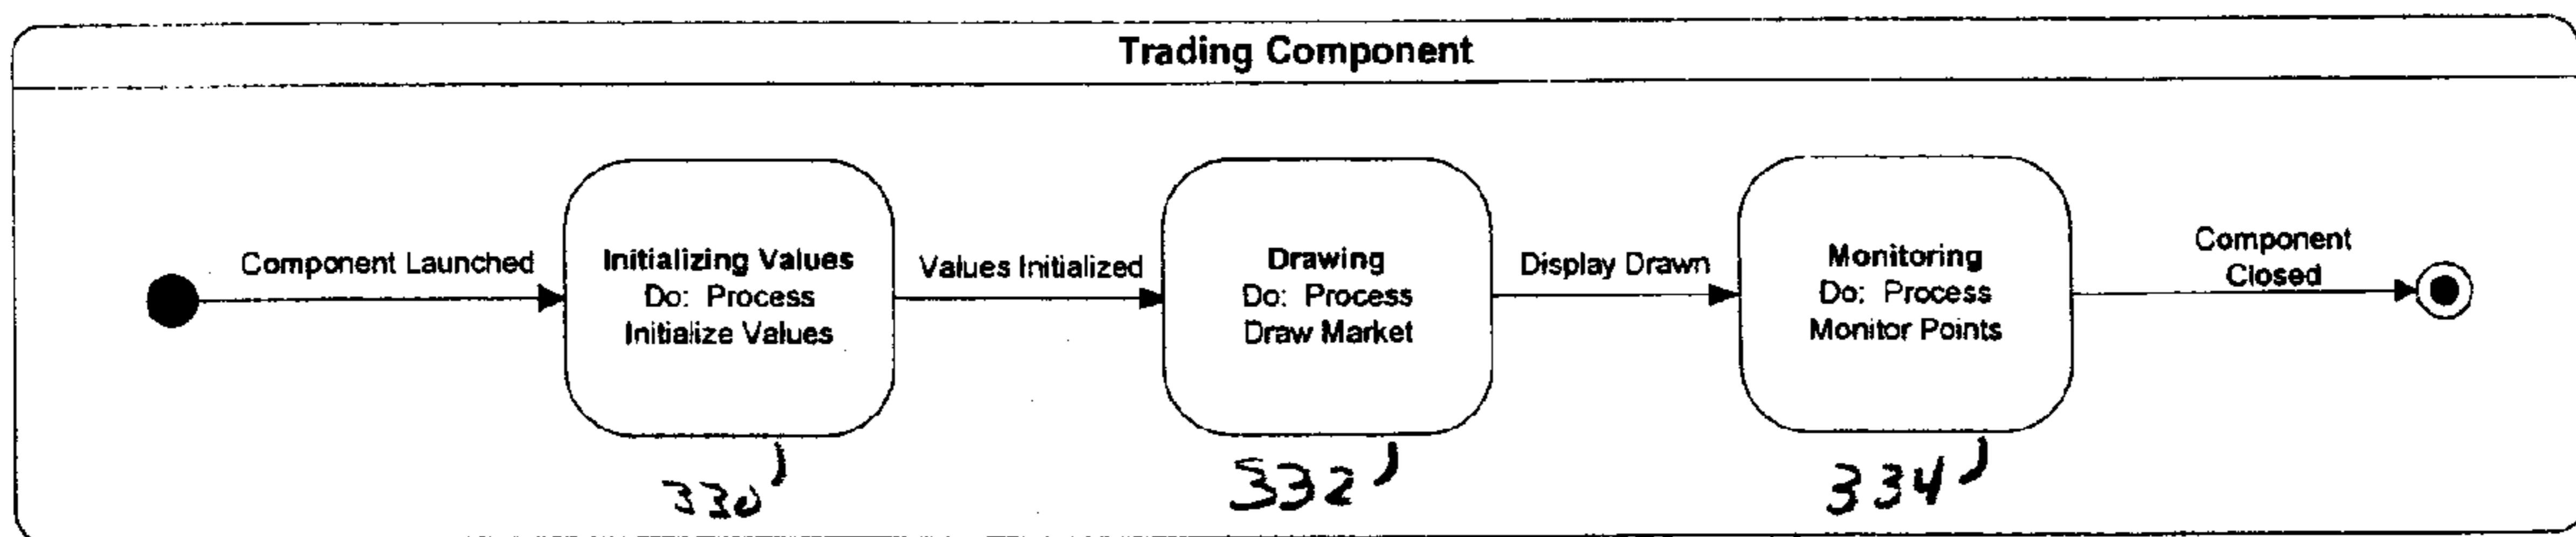 Trading Component
Component Launched
Initializing Values
Do: Process
Initialize Values
Values Initialized
Drawing
Do: Process
Draw Market
Display Drawn
Monitoring
Do: Process
Monitor Points
Component
Closed
330
332
334